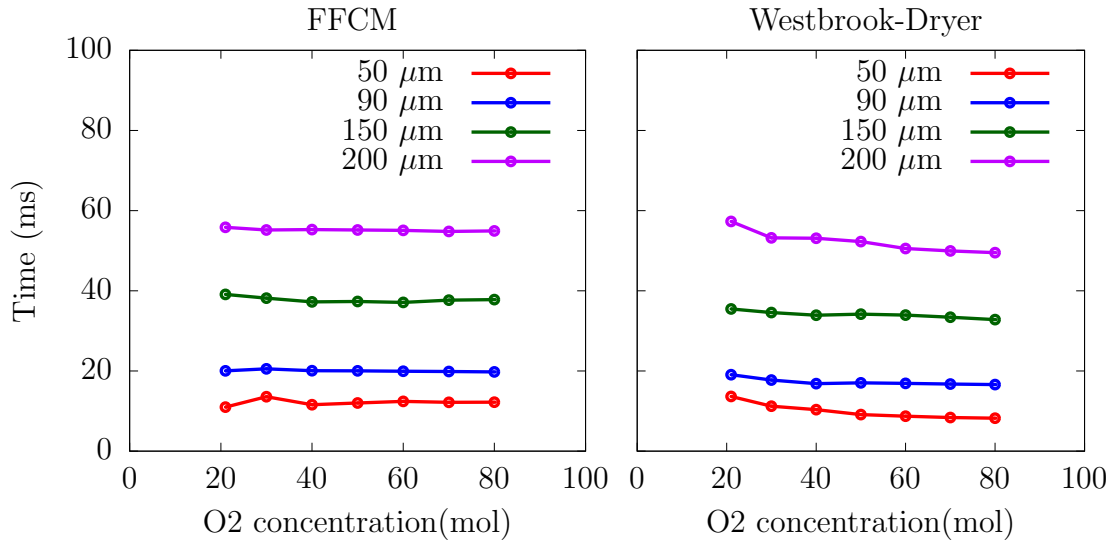 FFCM
Westbrook-Dryer
100
80
60
40
20
0
Time (ms)
50 μm
90 μm
150 μm
200 μm
50 μm
90 μm
150 μm
200 μm
0 20 40 60 80 100
0 20 40 60 80 100
O2 concentration(mol)
O2 concentration(mol)